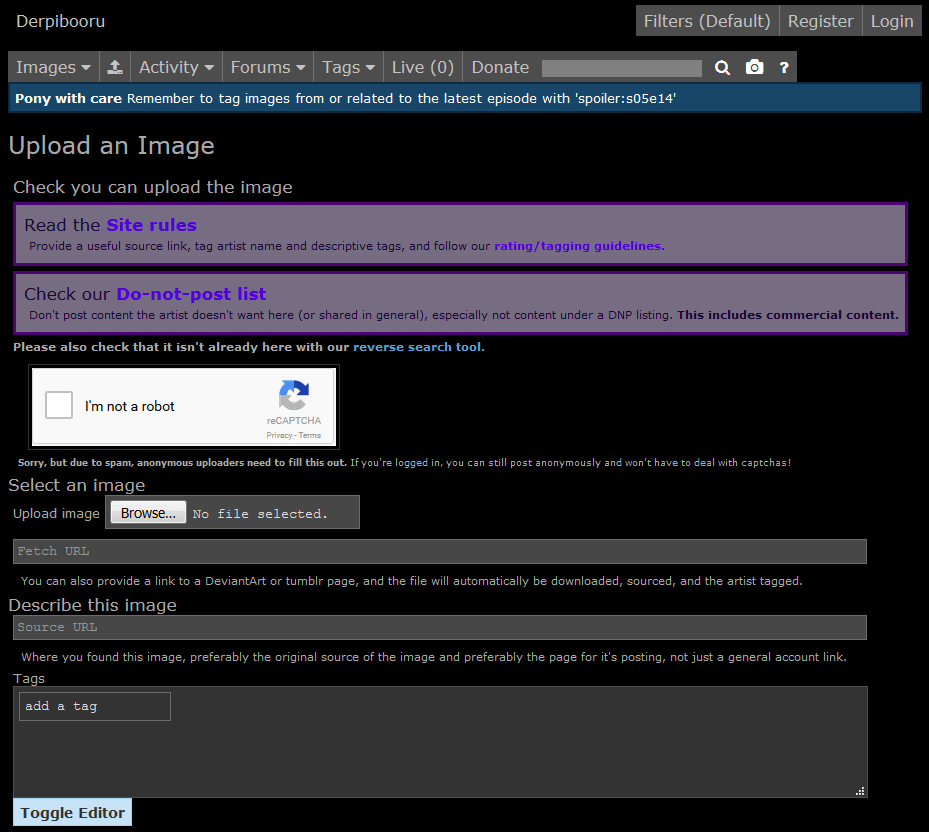 Derpibooru
Filters (Default) Register Login
Images Activity Forums Tags Live (0) Donate ?
Pony with care Remember to tag images from or related to the latest episode with 'spoiler:s05e14'
Upload an Image
Check you can upload the image
Read the Site rules
Provide a useful source link, tag artist name and descriptive tags, and follow our rating/tagging guidelines.
Check our Do-not-post list
Don't post content the artist doesn't want here (or shared in general), especially not content under a DNP listing. This includes commercial content.
Please also check that it isn't already here with our reverse search tool.
I'm not a robot
reCAPTCHA
Privacy - Terms
Sorry, but due to spam, anonymous uploaders need to fill this out. If you're logged in, you can still post anonymously and won't have to deal with captchas!
Select an image
Upload image Browse... No file selected.
Fetch URL
You can also provide a link to a DeviantArt or tumblr page, and the file will automatically be downloaded, sourced, and the artist tagged.
Describe this image
Source URL
Where you found this image, preferably the original source of the image and preferably the page for it's posting, not just a general account link.
Tags
add a tag
Toggle Editor